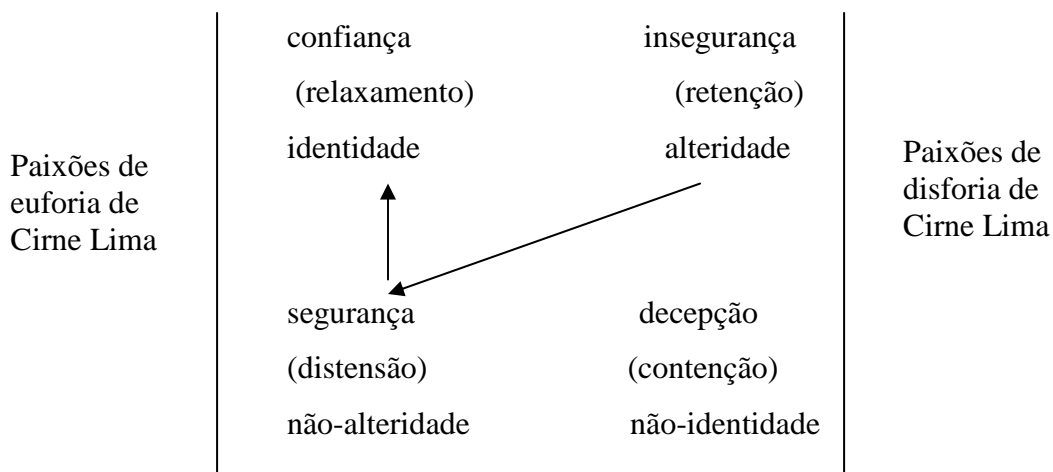 confiança insegurança
(relaxamento) (retenção)
identidade alteridade
Paixões de
euforia de
Cirne Lima
Paixões de
disforia de
Cirne Lima
segurança decepção
(distensão) (contenção)
não-alteridade não-identidade